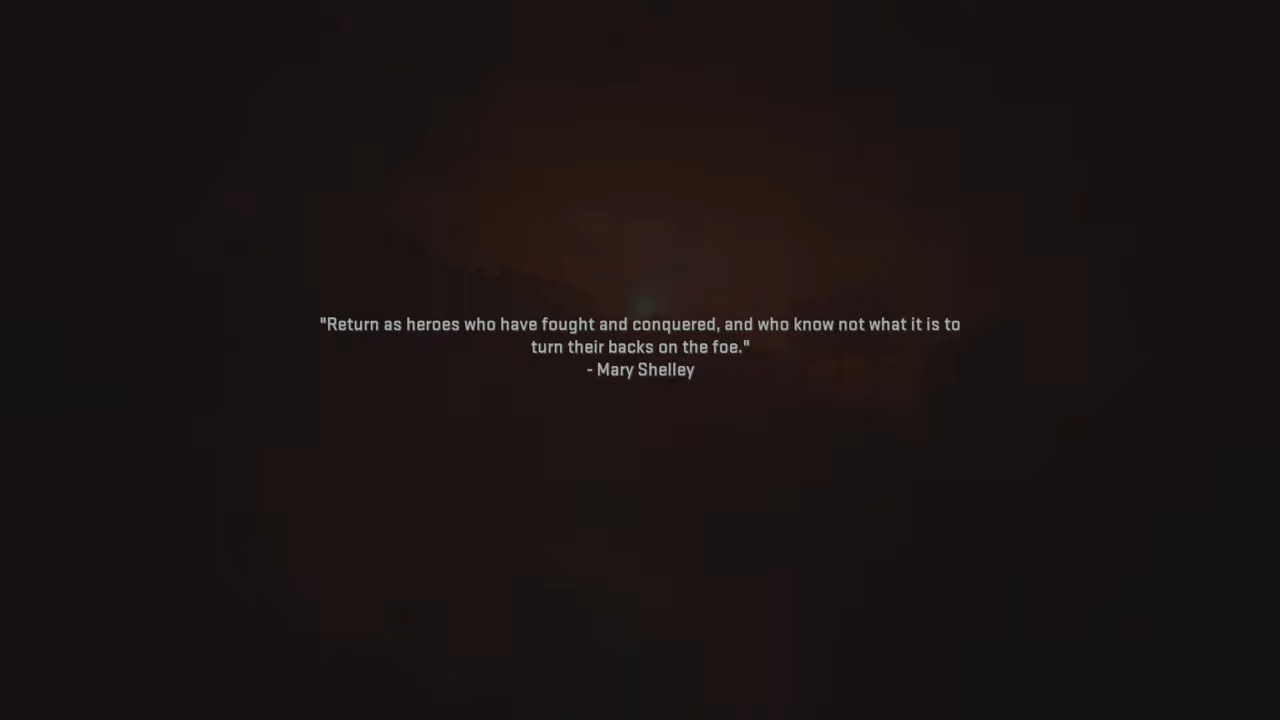 "Return as heroes who have fought and conquered, and who know not what it is to
turn their backs on the foe."
- Mary Shelley